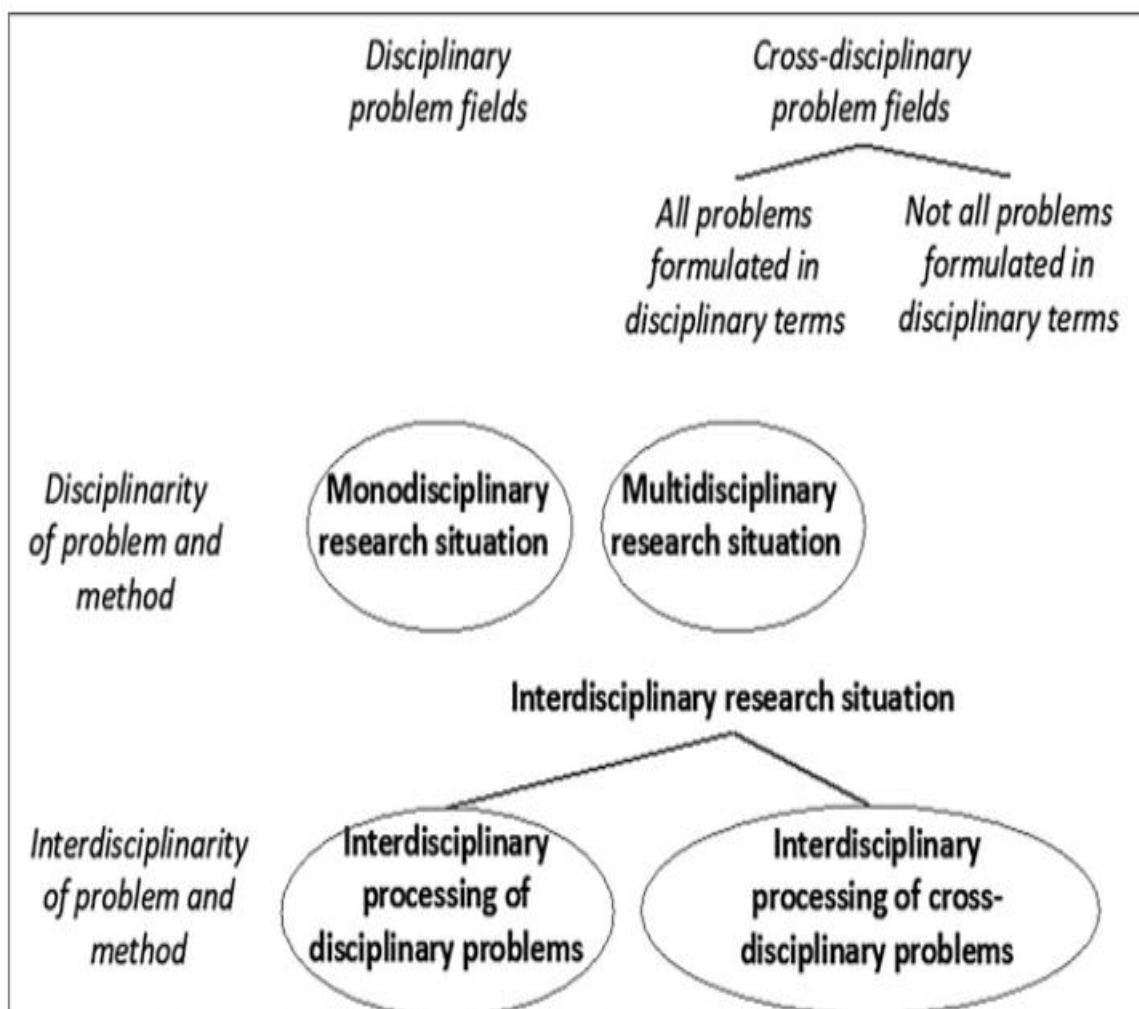 Disciplinary
problem fields
Cross-disciplinary
problem fields
All problems
formulated in
disciplinary terms
Not all problems
formulated in
disciplinary terms
Disciplinarity
of problem and
method
Monodisciplinary
research situation
Multidisciplinary
research situation
Interdisciplinary research situation
Interdisciplinarity
of problem and
method
Interdisciplinary
processing of
disciplinary problems
Interdisciplinary
processing of cross-
disciplinary problems